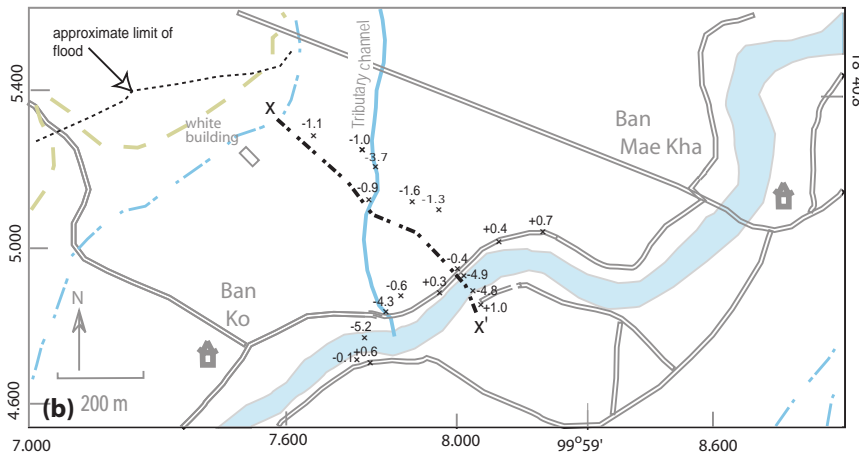 approximate limit of
flood
5.400
5.000
4.600
white
building
X
-1.1
Tributary channel
-1.0
-3.7
-0.9
-1.6
-1.3
+0.4
+0.7
-0.4
-4.9
-4.8
+1.0
X'
+0.3
-0.6
-4.3
-5.2
-0.1
+0.6
Ban
Mae Kha
Ban
Ko
N
200 m
(b)
18°40.8
7.000
7.600
8.000
99°59'
8.600